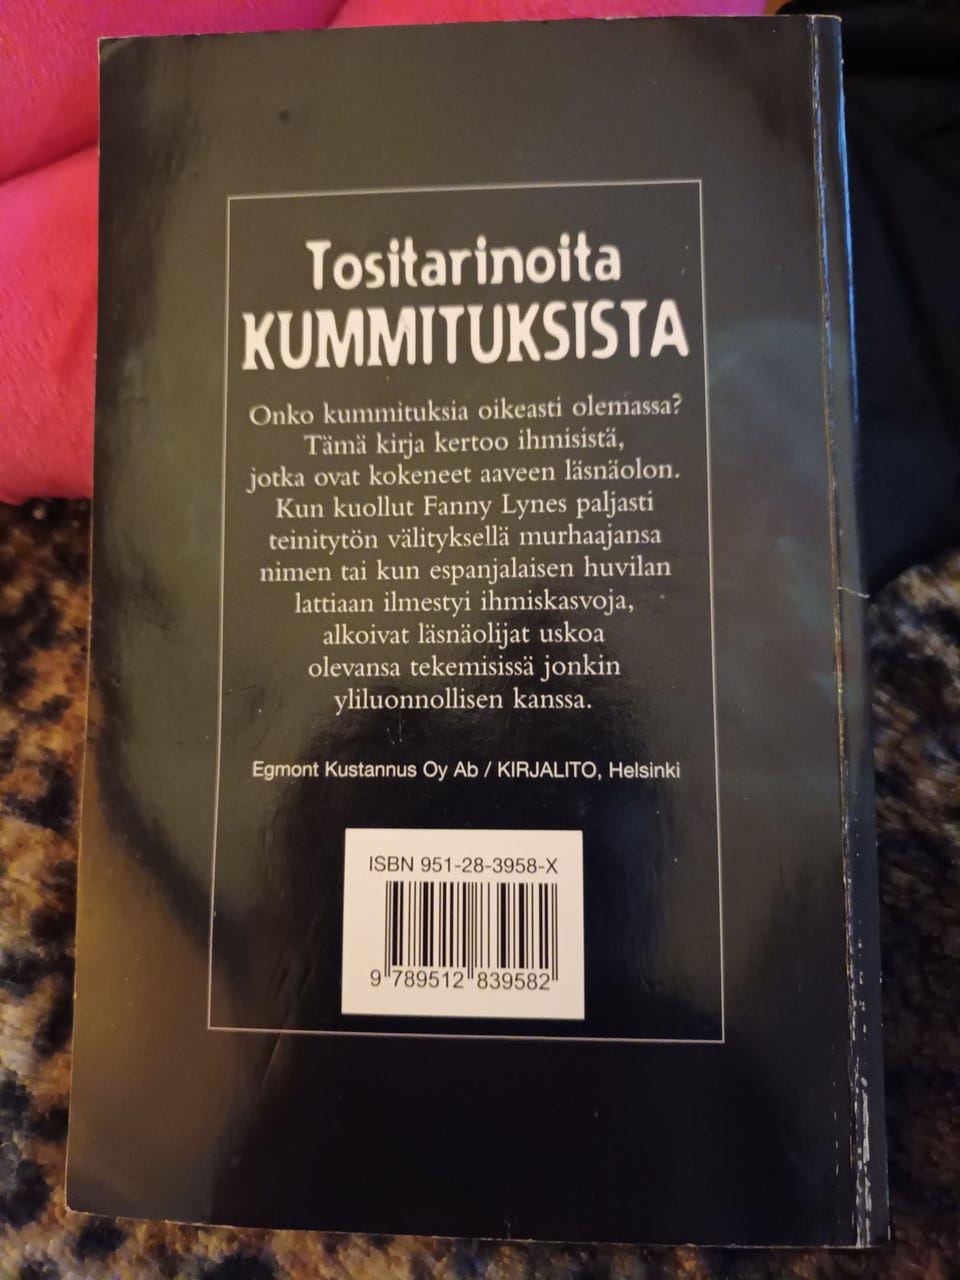 Tositarinoita
KUMMITUKSISTA
Onko kummituksia oikeasti olemassa?
Tämä kirja kertoo ihmisistä,
jotka ovat kokeneet aaveen läsnäolon.
Kun kuollut Fanny Lynes paljasti
teinitytön välityksellä murhaajansa
nimen tai kun espanjalaisen huvilan
lattiaan ilmestyi ihmiskasvoja,
alkoivat läsnäolijat uskoa
olevansa tekemisissä jonkin
yliluonnollisen kanssa.
Egmont Kustannus Oy Ab / KIRJALITO, Helsinki
ISBN 951-28-3958-X
9 789512 839582